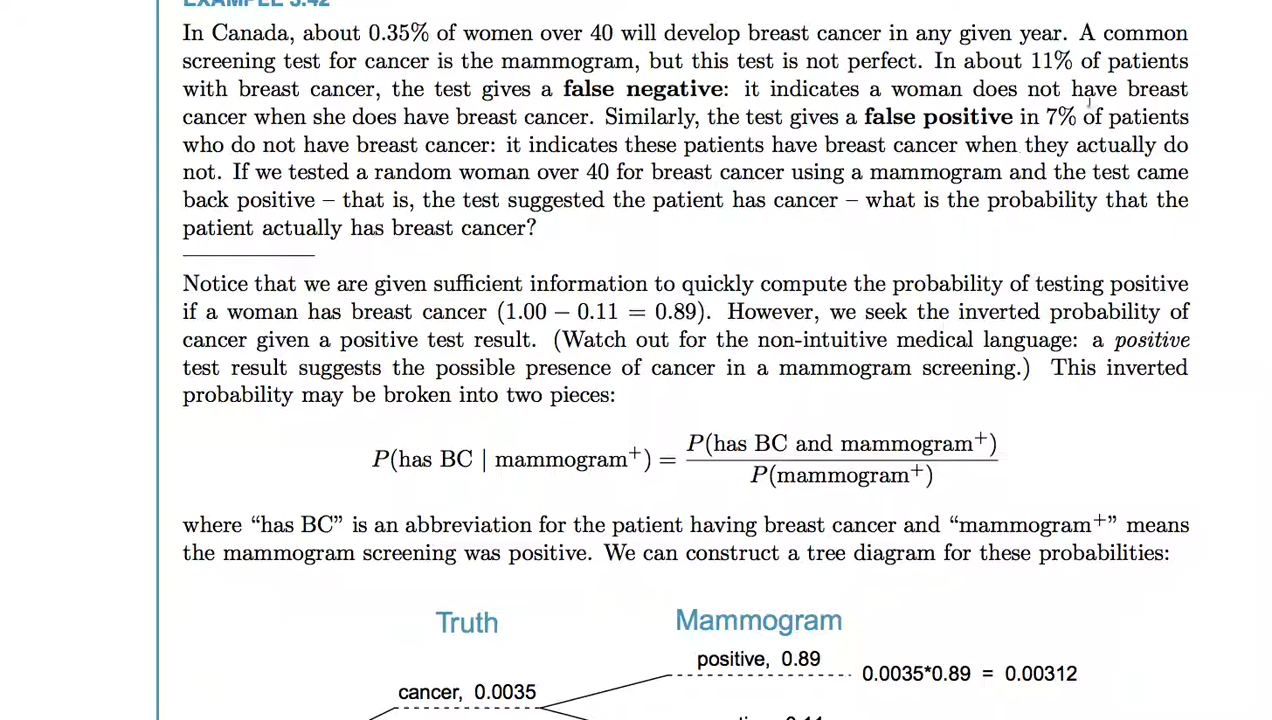 EXAMPLE 3.42
In Canada, about 0.35% of women over 40 will develop breast cancer in any given year. A common
screening test for cancer is the mammogram, but this test is not perfect. In about 11% of patients
with breast cancer, the test gives a false negative: it indicates a woman does not have breast
cancer when she does have breast cancer. Similarly, the test gives a false positive in 7% of patients
who do not have breast cancer: it indicates these patients have breast cancer when they actually do
not. If we tested a random woman over 40 for breast cancer using a mammogram and the test came
back positive – that is, the test suggested the patient has cancer – what is the probability that the
patient actually has breast cancer?
Notice that we are given sufficient information to quickly compute the probability of testing positive
if a woman has breast cancer (1.00 − 0.11 = 0.89). However, we seek the inverted probability of
cancer given a positive test result. (Watch out for the non-intuitive medical language: a positive
test result suggests the possible presence of cancer in a mammogram screening.) This inverted
probability may be broken into two pieces:
P(has BC and mammogram⁺)
P(has BC | mammogram⁺) =
P(mammogram⁺)
where “has BC” is an abbreviation for the patient having breast cancer and “mammogram⁺” means
the mammogram screening was positive. We can construct a tree diagram for these probabilities:
Truth Mammogram
positive, 0.89
0.0035*0.89 = 0.00312
cancer, 0.0035